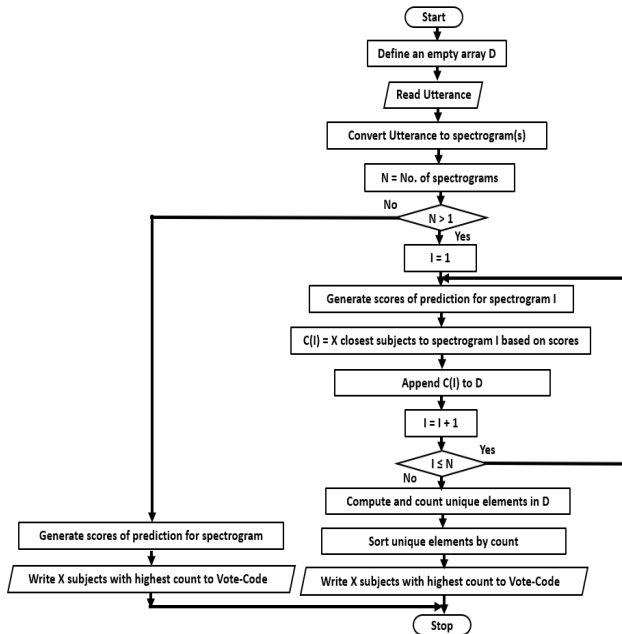 Start
Define an empty array D
Read Utterance
Convert Utterance to spectrogram(s)
N = No. of spectrograms
No
N > 1
Yes
I = 1
Generate scores of prediction for spectrogram I
C(I) = X closest subjects to spectrogram I based on scores
Append C(I) to D
I = I + 1
Yes
I ≤ N
No
Compute and count unique elements in D
Generate scores of prediction for spectrogram
Sort unique elements by count
Write X subjects with highest count to Vote-Code
Write X subjects with highest count to Vote-Code
Stop